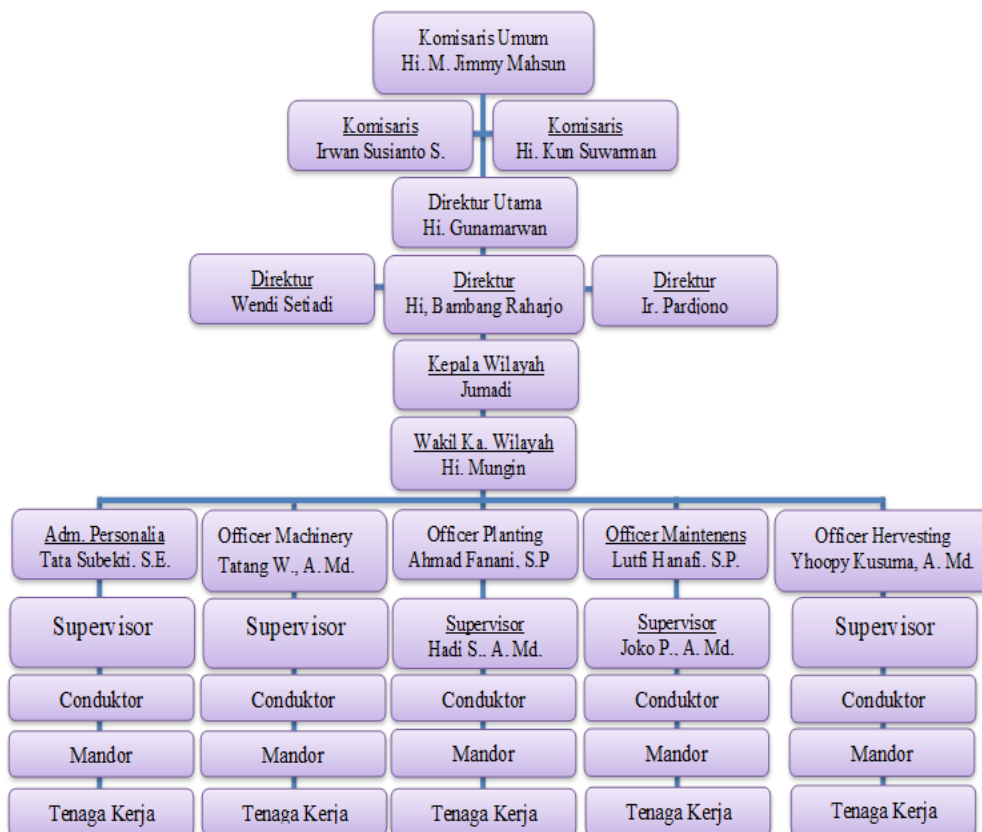 Komisaris Umum
Hi. M. Jimmy Mahsun
Komisaris
Irwan Susianto S.
Komisaris
Hi. Kun Suwarman
Direktur Utama
Hi. Gunamarwan
Direktur
Wendi Setiadi
Direktur
Hi, Bambang Raharjo
Direktur
Ir. Pardiono
Kepala Wilayah
Jumadi
Wakil Ka. Wilayah
Hi. Mungin
Adm. Personalia
Tata Subekti. S.E.
Officer Machinery
Tatang W., A. Md.
Officer Planting
Ahmad Fanani, S.P
Officer Maintenens
Lutfi Hanafi. S.P.
Officer Hervesting
Yhoopy Kusuma, A. Md.
Supervisor
Supervisor
Supervisor
Hadi S.. A. Md.
Supervisor
Joko P., A. Md.
Supervisor
Conduktor
Conduktor
Conduktor
Conduktor
Conduktor
Mandor
Mandor
Mandor
Mandor
Mandor
Tenaga Kerja
Tenaga Kerja
Tenaga Kerja
Tenaga Kerja
Tenaga Kerja